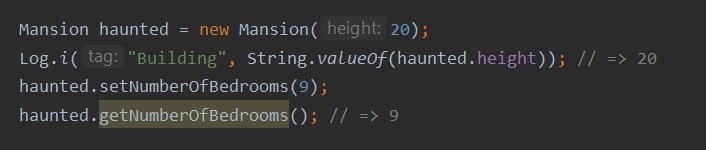 Mansion haunted = new Mansion( height: 20);
Log.i( tag: "Building", String.valueOf(haunted.height)); // => 20
haunted.setNumberOfBedrooms(9);
haunted.getNumberOfBedrooms(); // => 9